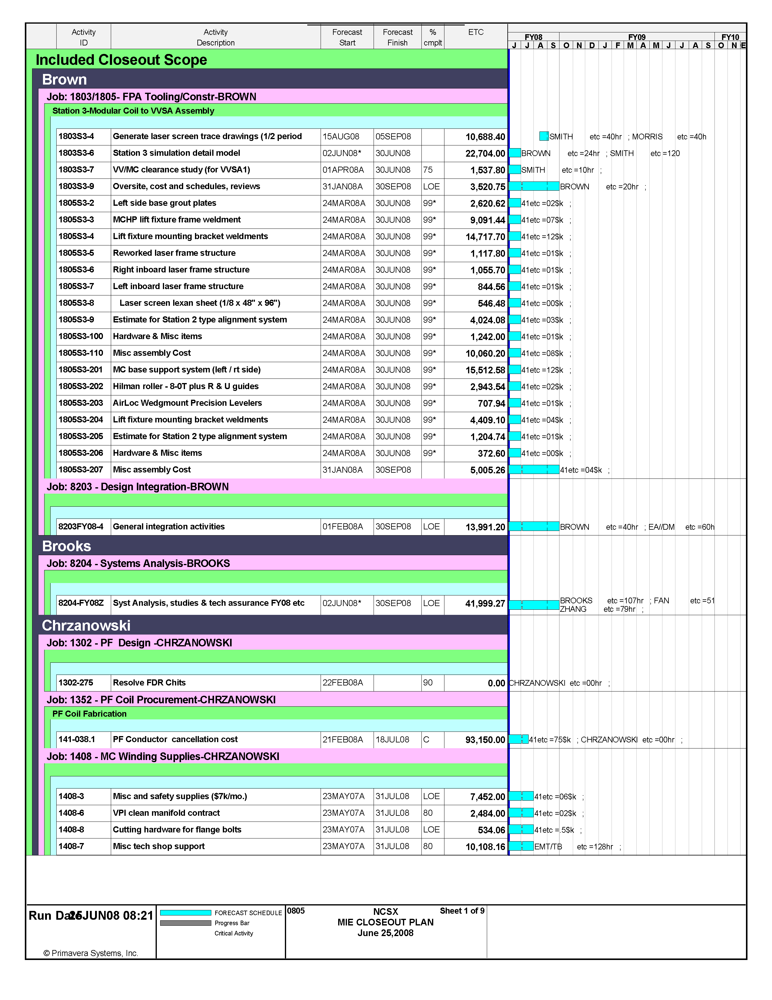 Activity ID Activity Description Forecast Start Forecast Finish % cmplt ETC
FY08 FY09 FY10
J J A S O N D J F M A M J J A S O N
Included Closeout Scope
Brown
Job: 1803/1805- FPA Tooling/Constr-BROWN
Station 3-Modular Coil to VVSA Assembly
1803S3-4 Generate laser screen trace drawings (1/2 period 15AUG08 05SEP08 10,688.40 SMITH etc =40hr ; MORRIS etc =40h
1803S3-6 Station 3 simulation detail model 02JUN08* 30JUN08 22,704.00 BROWN etc =24hr ; SMITH etc =120
1803S3-7 VV/MC clearance study (for VVSA1) 01APR08A 30JUN08 75 1,537.80 SMITH etc =10hr ;
1803S3-9 Oversite, cost and schedules, reviews 31JAN08A 30SEP08 LOE 3,520.75 BROWN etc =20hr ;
1805S3-2 Left side base grout plates 24MAR08A 30JUN08 99* 2,620.62 41etc =02$k ;
1805S3-3 MCHP lift fixture frame weldment 24MAR08A 30JUN08 99* 9,091.44 41etc =07$k ;
1805S3-4 Lift fixture mounting bracket weldments 24MAR08A 30JUN08 99* 14,717.70 41etc =12$k ;
1805S3-5 Reworked laser frame structure 24MAR08A 30JUN08 99* 1,117.80 41etc =01$k ;
1805S3-6 Right inboard laser frame structure 24MAR08A 30JUN08 99* 1,055.70 41etc =01$k ;
1805S3-7 Left inboard laser frame structure 24MAR08A 30JUN08 99* 844.56 41etc =01$k ;
1805S3-8 Laser screen lexan sheet (1/8 x 48" x 96") 24MAR08A 30JUN08 99* 546.48 41etc =00$k ;
1805S3-9 Estimate for Station 2 type alignment system 24MAR08A 30JUN08 99* 4,024.08 41etc =03$k ;
1805S3-100 Hardware & Misc items 24MAR08A 30JUN08 99* 1,242.00 41etc =01$k ;
1805S3-110 Misc assembly Cost 24MAR08A 30JUN08 99* 10,060.20 41etc =08$k ;
1805S3-201 MC base support system (left / rt side) 24MAR08A 30JUN08 99* 15,512.58 41etc =12$k ;
1805S3-202 Hilman roller - 8-0T plus R & U guides 24MAR08A 30JUN08 99* 2,943.54 41etc =02$k ;
1805S3-203 AirLoc Wedgmount Precision Levelers 24MAR08A 30JUN08 99* 707.94 41etc =01$k ;
1805S3-204 Lift fixture mounting bracket weldments 24MAR08A 30JUN08 99* 4,409.10 41etc =04$k ;
1805S3-205 Estimate for Station 2 type alignment system 24MAR08A 30JUN08 99* 1,204.74 41etc =01$k ;
1805S3-206 Hardware & Misc items 24MAR08A 30JUN08 99* 372.60 41etc =00$k ;
1805S3-207 Misc assembly Cost 31JAN08A 30SEP08 5,005.26 41etc =04$k ;
Job: 8203 - Design Integration-BROWN
8203FY08-4 General integration activities 01FEB08A 30SEP08 LOE 13,991.20 BROWN etc =40hr ; EA//DM etc =60h
Brooks
Job: 8204 - Systems Analysis-BROOKS
8204-FY08Z Syst Analysis, studies & tech assurance FY08 etc 02JUN08* 30SEP08 LOE 41,999.27 BROOKS etc =107hr ; FAN etc =51
ZHANG etc =79hr ;
Chrzanowski
Job: 1302 - PF Design -CHRZANOWSKI
1302-275 Resolve FDR Chits 22FEB08A 90 0.00 CHRZANOWSKI etc =00hr ;
Job: 1352 - PF Coil Procurement-CHRZANOWSKI
PF Coil Fabrication
141-038.1 PF Conductor cancellation cost 21FEB08A 18JUL08 C 93,150.00 41etc =75$k ; CHRZANOWSKI etc =00hr ;
Job: 1408 - MC Winding Supplies-CHRZANOWSKI
1408-3 Misc and safety supplies ($7k/mo.) 23MAY07A 31JUL08 LOE 7,452.00 41etc =06$k ;
1408-6 VPI clean manifold contract 23MAY07A 31JUL08 80 2,484.00 41etc =02$k ;
1408-8 Cutting hardware for flange bolts 23MAY07A 31JUL08 LOE 534.06 41etc =.5$k ;
1408-7 Misc tech shop support 23MAY07A 31JUL08 80 10,108.16 EMT/TB etc =128hr ;
Run Date 25JUN08 08:21
© Primavera Systems, Inc.
FORECAST SCHEDULE
Progress Bar
Critical Activity
0805 NCSX Sheet 1 of 9
MIE CLOSEOUT PLAN
June 25,2008